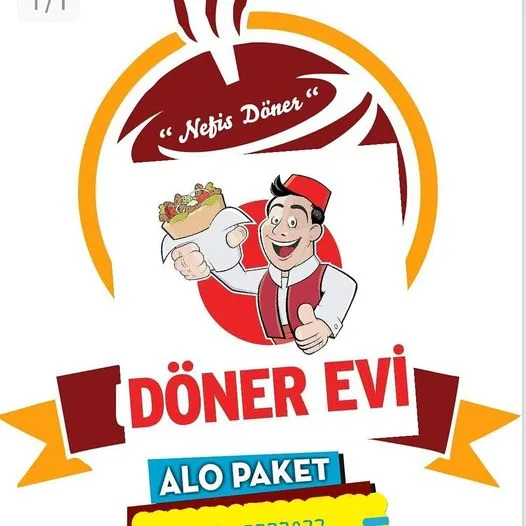 1/1
“ Nefis Döner “
DÖNER EVİ
ALO PAKET